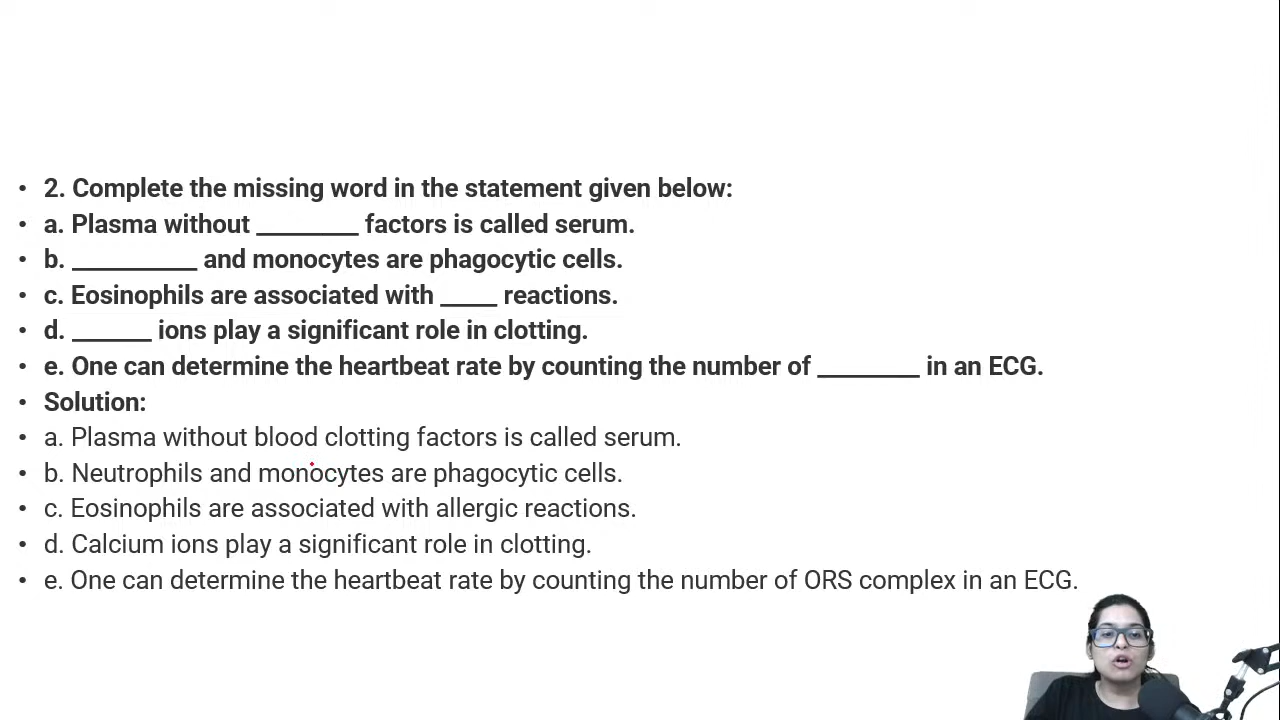 • 2. Complete the missing word in the statement given below:
• a. Plasma without ________ factors is called serum.
• b. __________ and monocytes are phagocytic cells.
• c. Eosinophils are associated with ____ reactions.
• d. ______ ions play a significant role in clotting.
• e. One can determine the heartbeat rate by counting the number of ________ in an ECG.
• Solution:
• a. Plasma without blood clotting factors is called serum.
• b. Neutrophils and monocytes are phagocytic cells.
• c. Eosinophils are associated with allergic reactions.
• d. Calcium ions play a significant role in clotting.
• e. One can determine the heartbeat rate by counting the number of ORS complex in an ECG.